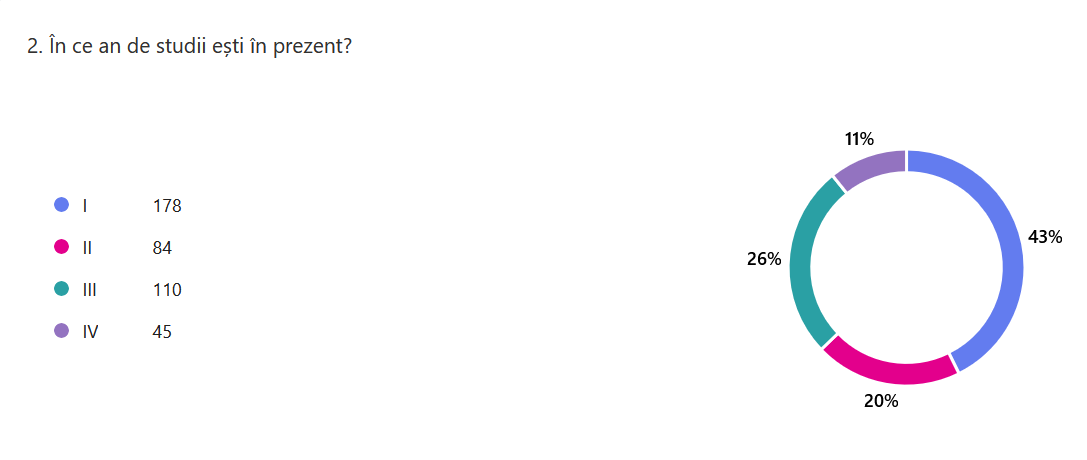 2. În ce an de studii ești în prezent?
I 178
II 84
III 110
IV 45
11%
43%
26%
20%